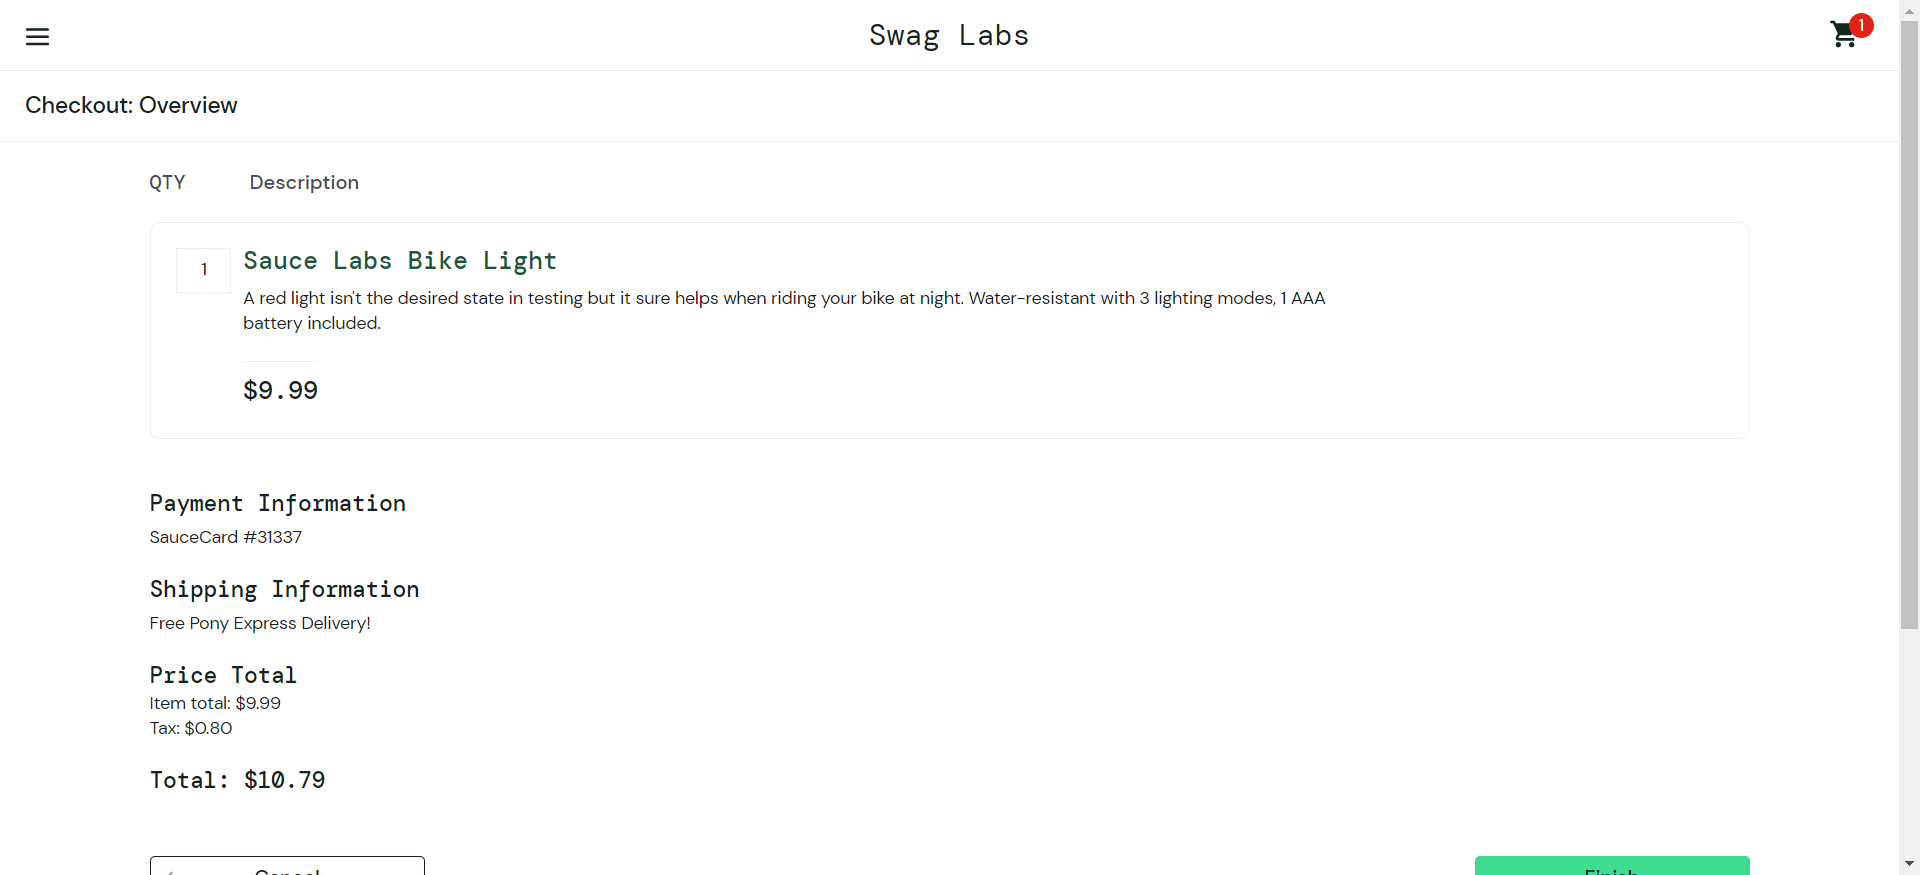 Swag Labs
1
Checkout: Overview
QTY Description
1
Sauce Labs Bike Light
A red light isn't the desired state in testing but it sure helps when riding your bike at night. Water-resistant with 3 lighting modes, 1 AAA
battery included.
$9.99
Payment Information
SauceCard #31337
Shipping Information
Free Pony Express Delivery!
Price Total
Item total: $9.99
Tax: $0.80
Total: $10.79
Cancel Finish